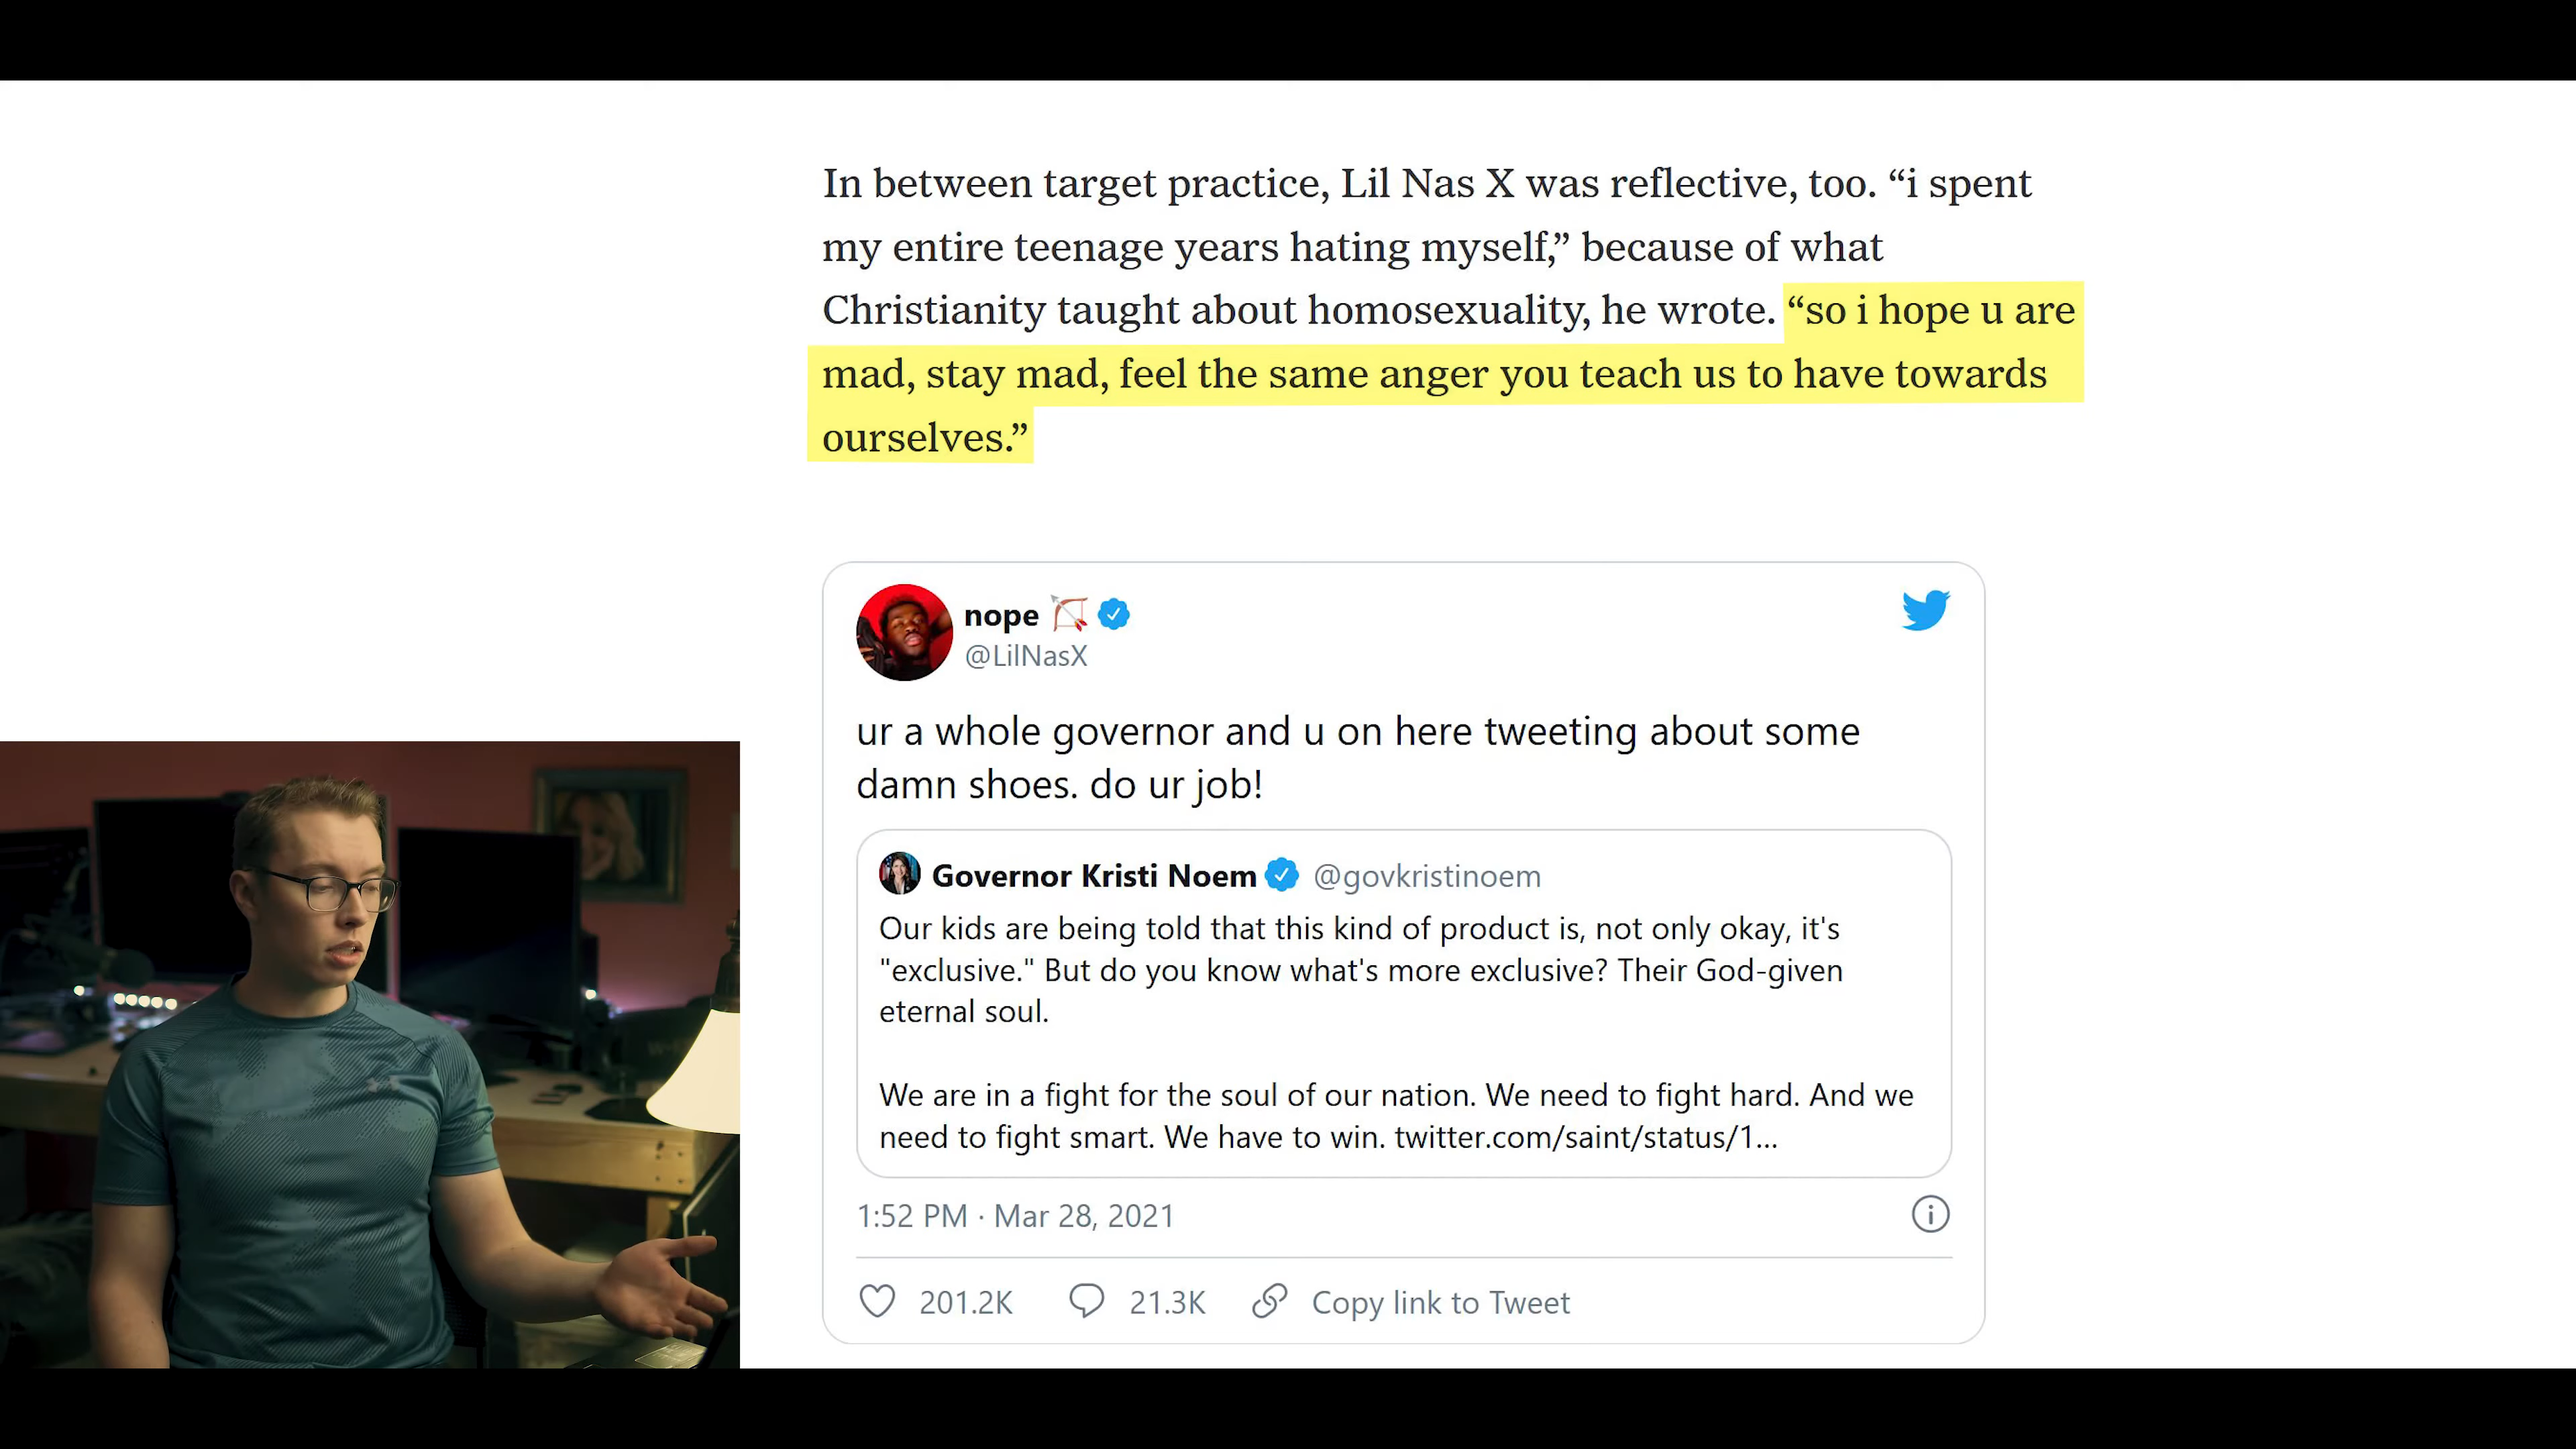 In between target practice, Lil Nas X was reflective, too. “i spent
my entire teenage years hating myself,” because of what
Christianity taught about homosexuality, he wrote. “so i hope u are
mad, stay mad, feel the same anger you teach us to have towards
ourselves.”
nope
@LilNasX
ur a whole governor and u on here tweeting about some
damn shoes. do ur job!
Governor Kristi Noem @govkristinoem
Our kids are being told that this kind of product is, not only okay, it's
"exclusive." But do you know what's more exclusive? Their God-given
eternal soul.
We are in a fight for the soul of our nation. We need to fight hard. And we
need to fight smart. We have to win. twitter.com/saint/status/1...
1:52 PM · Mar 28, 2021
201.2K 21.3K Copy link to Tweet